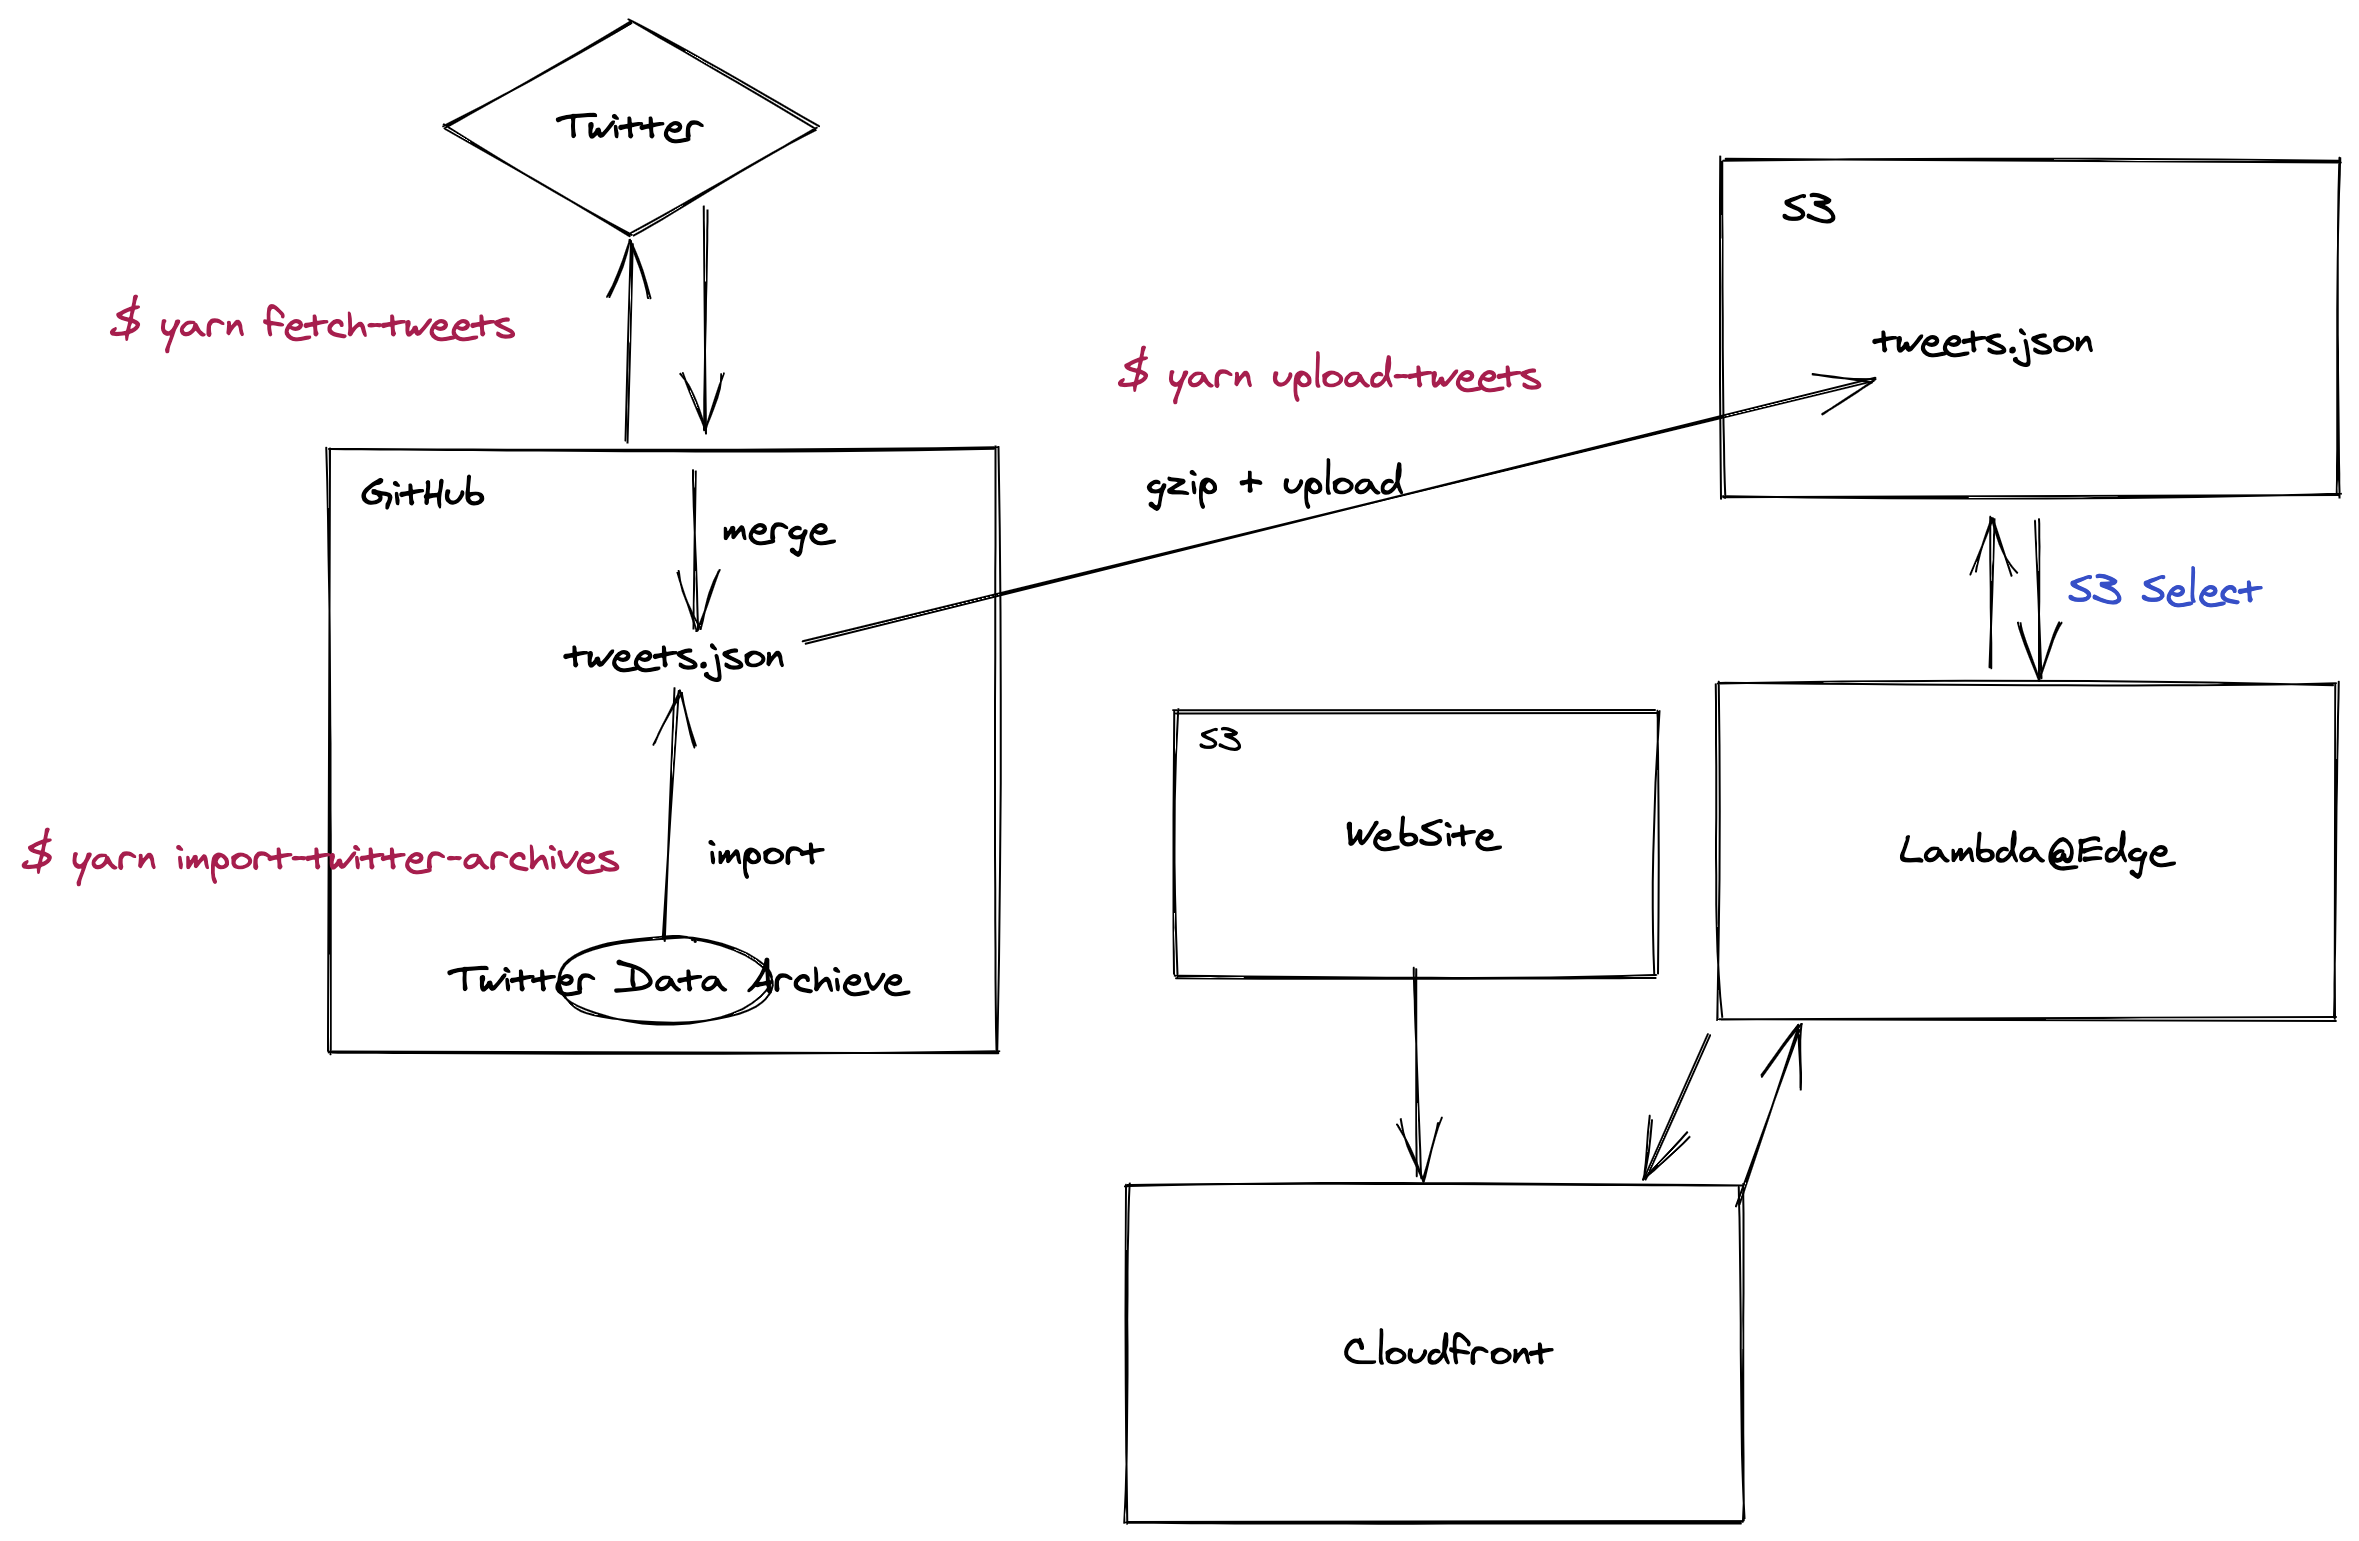 Twitter
$ yarn fetch-tweets
GitHub
merge
tweets.json
$ yarn import-twitter-archives
import
Twitter Data Archieve
$ yarn upload-tweets
gzip + upload
S3
tweets.json
S3 Select
S3
WebSite
Lambda@Edge
Cloudfront